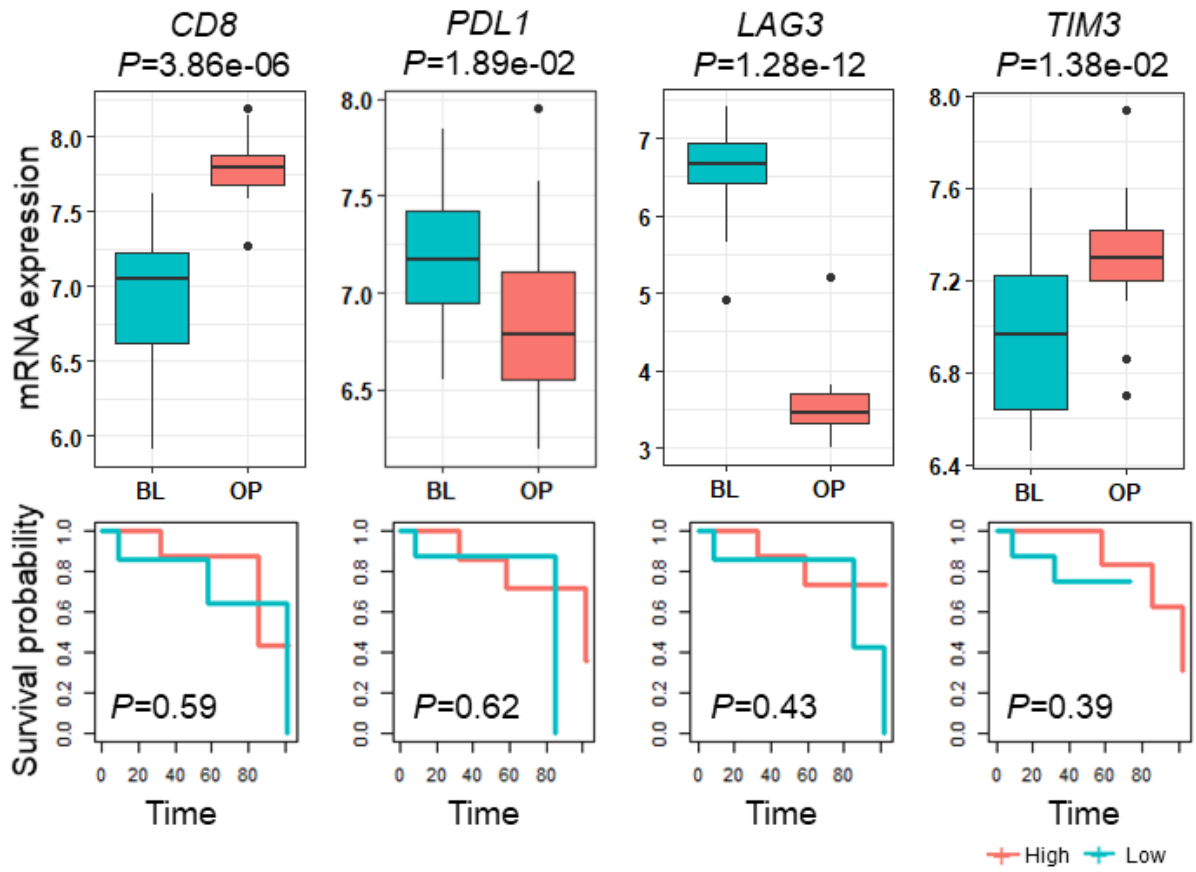 CD8 PDL1 LAG3 TIM3
P=3.86e-06 P=1.89e-02 P=1.28e-12 P=1.38e-02
mRNA expression
8.0
7.5
7.0
6.5
6.0
BL OP
8.0
7.5
7.0
6.5
BL OP
7
6
5
4
3
BL OP
8.0
7.6
7.2
6.8
6.4
BL OP
Survival probability
1.0
0.8
0.6
0.4
0.2
0.0
P=0.59
0 20 40 60 80
Time
1.0
0.8
0.6
0.4
0.2
0.0
P=0.62
0 20 40 60 80
Time
1.0
0.8
0.6
0.4
0.2
0.0
P=0.43
0 20 40 60 80
Time
1.0
0.8
0.6
0.4
0.2
0.0
P=0.39
0 20 40 60 80
Time
High Low